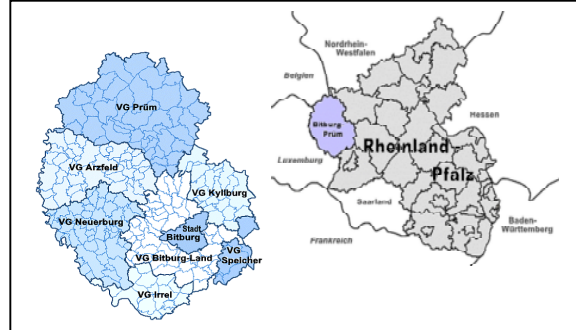 VG Prüm
VG Arzfeld
VG Kyllburg
VG Neuerburg
Stadt
Bitburg
VG
Speicher
VG Bitburg-Land
VG Irrel
Nordrhein-
Westfalen
Belgien
Hessen
Bitburg
Prüm
Rheinland -
Pfalz
Luxemburg
Saarland
Baden-
Württemberg
Frankreich